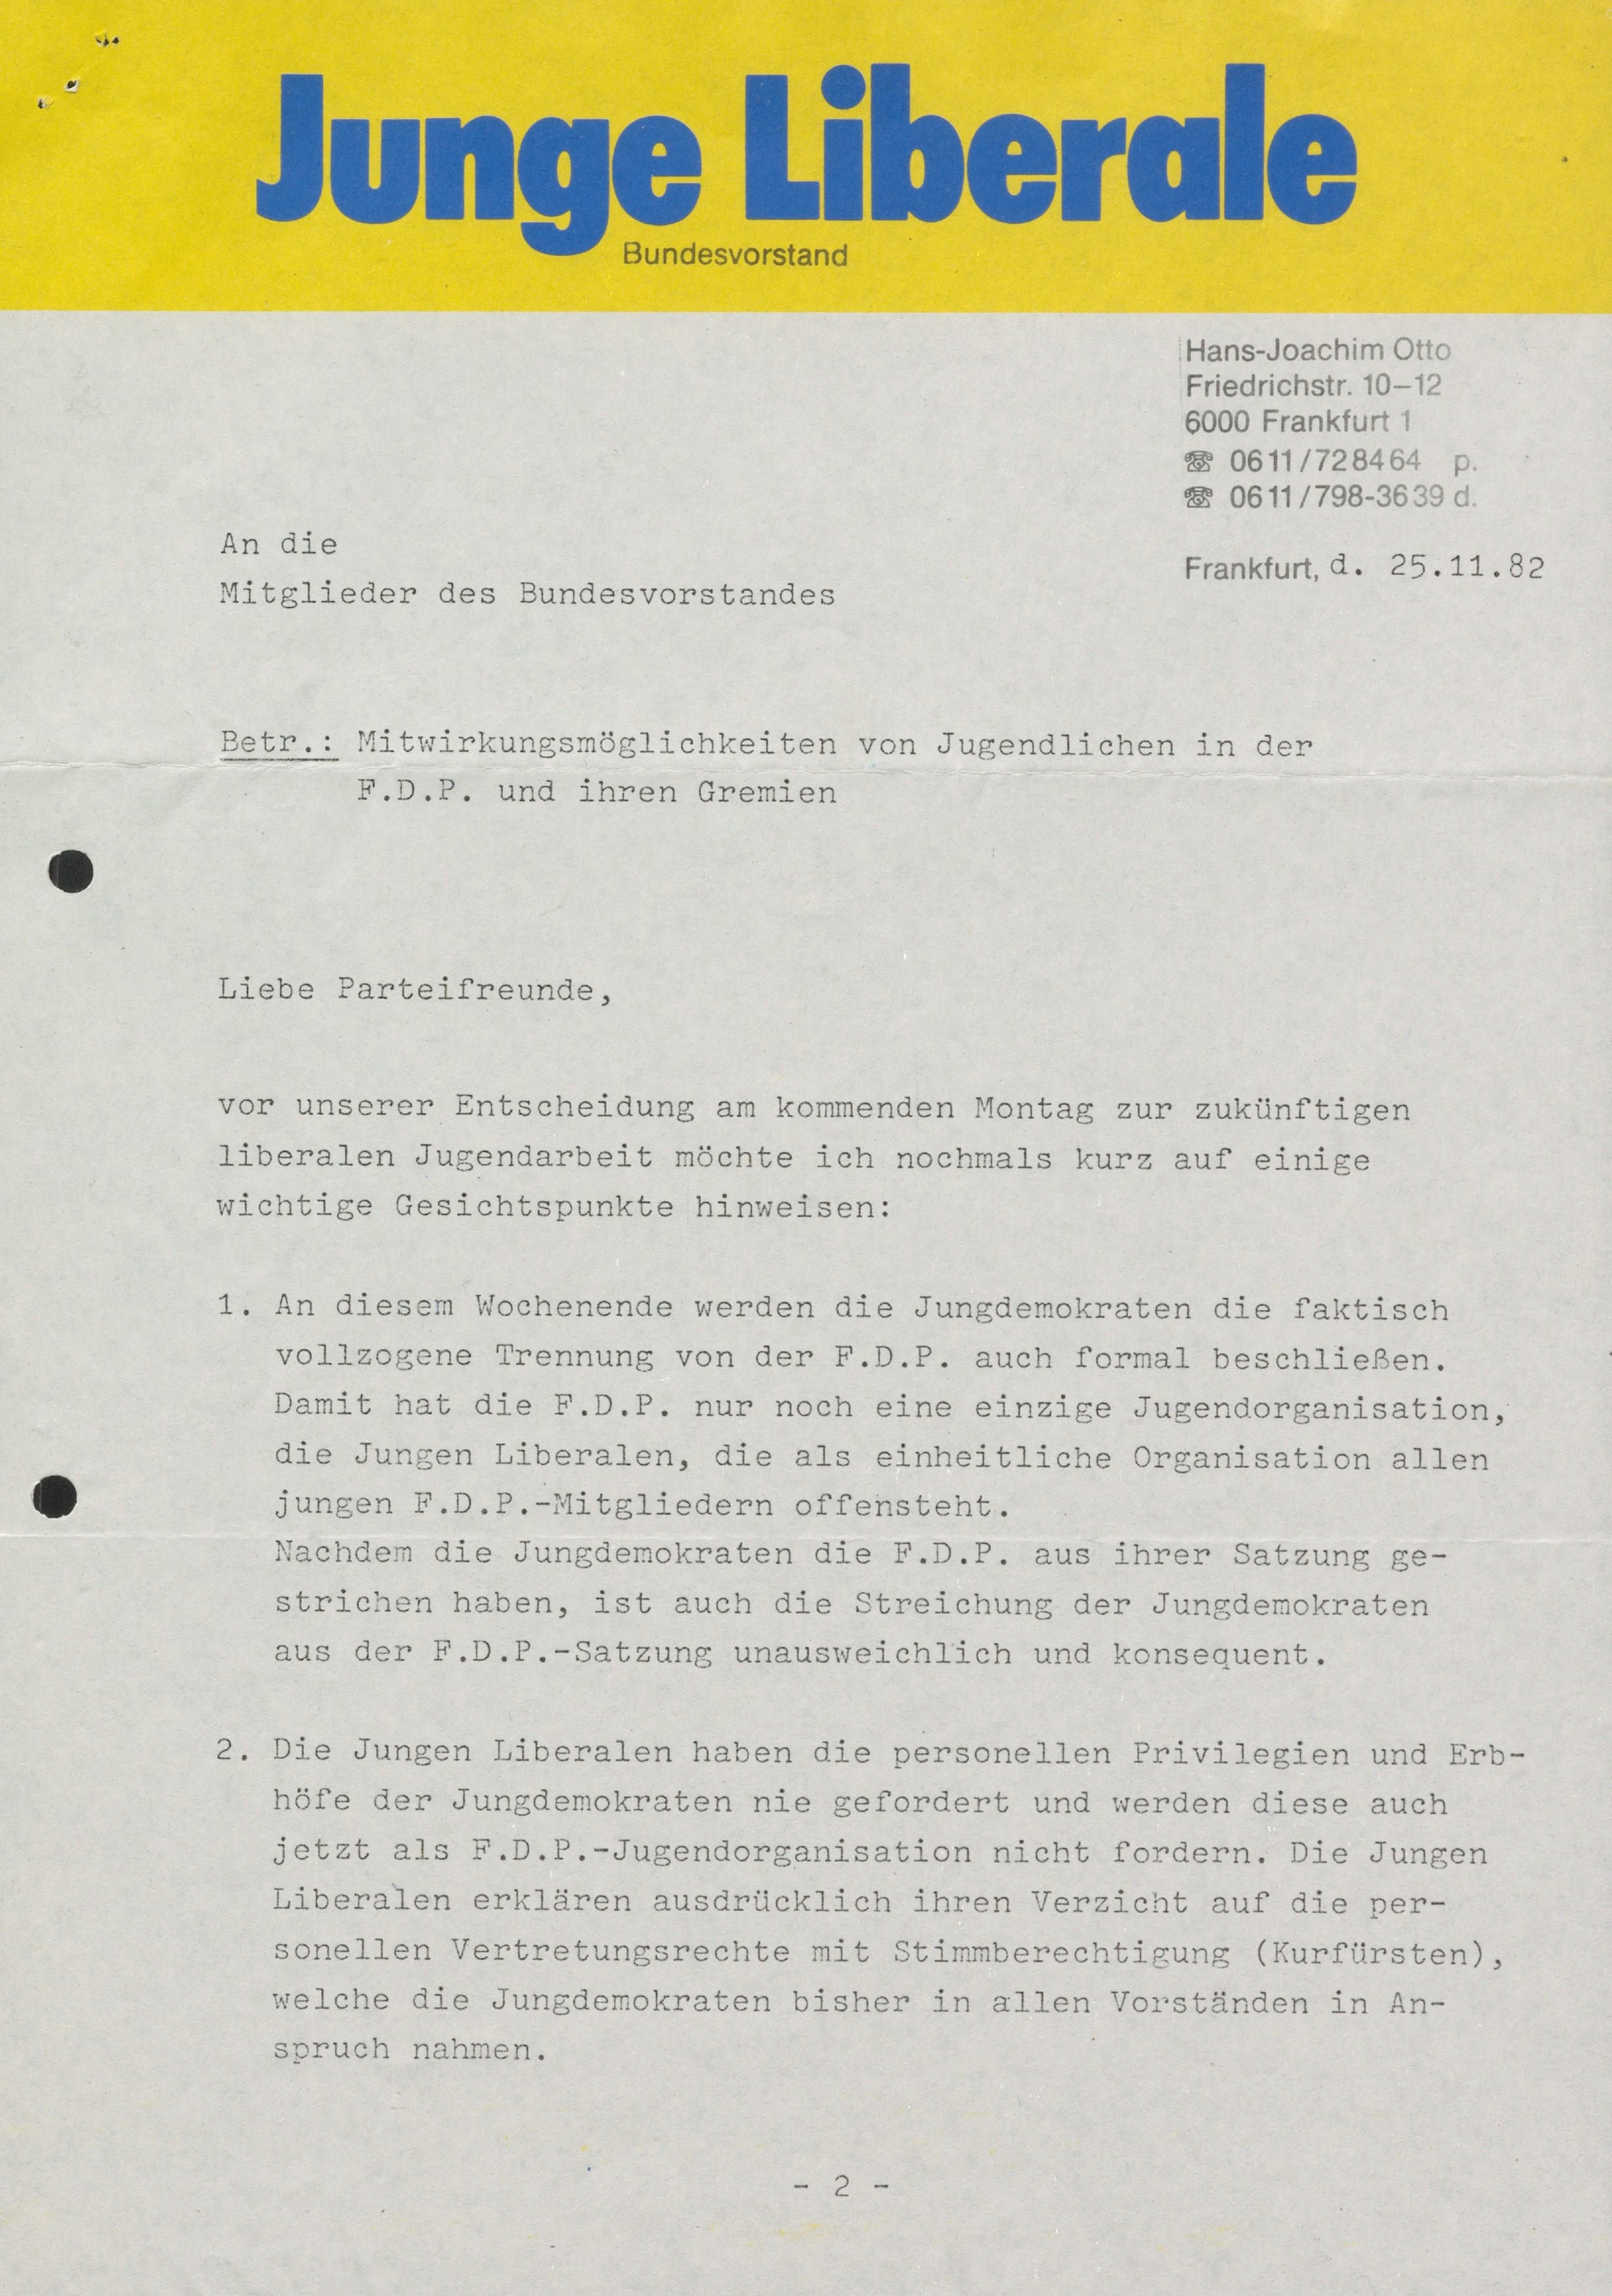 Junge Liberale
Bundesvorstand
Hans-Joachim Otto
Friedrichstr. 10–12
6000 Frankfurt 1
☏ 0611/728464 p.
☏ 0611/798-3639 d.
An die
Frankfurt, d. 25.11.82
Mitglieder des Bundesvorstandes
Betr.: Mitwirkungsmöglichkeiten von Jugendlichen in der
F.D.P. und ihren Gremien
Liebe Parteifreunde,
vor unserer Entscheidung am kommenden Montag zur zukünftigen
liberalen Jugendarbeit möchte ich nochmals kurz auf einige
wichtige Gesichtspunkte hinweisen:
1. An diesem Wochenende werden die Jungdemokraten die faktisch
vollzogene Trennung von der F.D.P. auch formal beschließen.
Damit hat die F.D.P. nur noch eine einzige Jugendorganisation,
die Jungen Liberalen, die als einheitliche Organisation allen
jungen F.D.P.-Mitgliedern offensteht.
Nachdem die Jungdemokraten die F.D.P. aus ihrer Satzung ge-
strichen haben, ist auch die Streichung der Jungdemokraten
aus der F.D.P.-Satzung unausweichlich und konsequent.
2. Die Jungen Liberalen haben die personellen Privilegien und Erb-
höfe der Jungdemokraten nie gefordert und werden diese auch
jetzt als F.D.P.-Jugendorganisation nicht fordern. Die Jungen
Liberalen erklären ausdrücklich ihren Verzicht auf die per-
sonellen Vertretungsrechte mit Stimmberechtigung (Kurfürsten),
welche die Jungdemokraten bisher in allen Vorständen in An-
spruch nahmen.
- 2 -